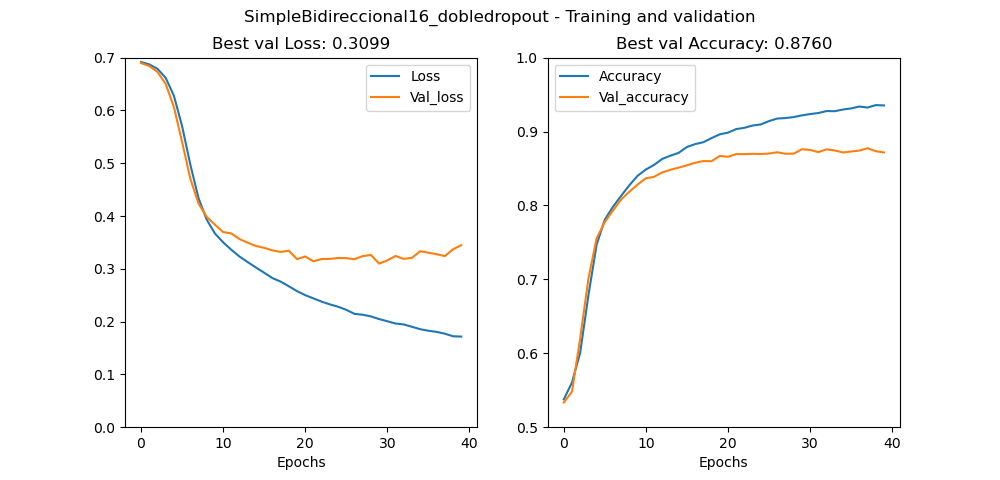 SimpleBidireccional16_dobledropout - Training and validation
Best val Loss: 0.3099
0.7
0.6
0.5
0.4
0.3
0.2
0.1
0.0
Loss
Val_loss
0 10 20 30 40
Epochs
Best val Accuracy: 0.8760
1.0
0.9
0.8
0.7
0.6
0.5
Accuracy
Val_accuracy
0 10 20 30 40
Epochs